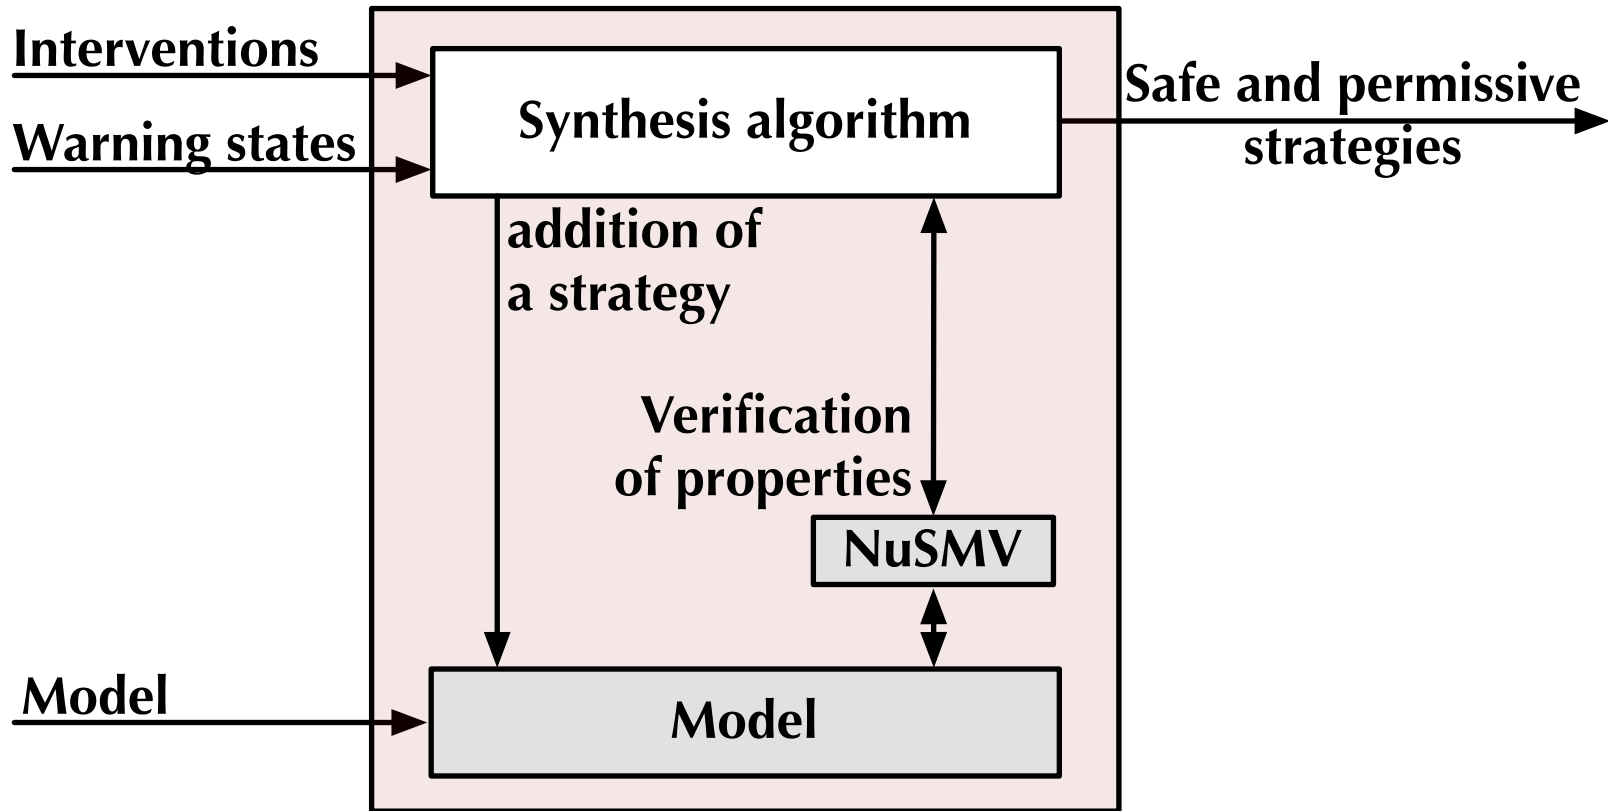 Interventions
Warning states
Synthesis algorithm
Safe and permissive
strategies
addition of
a strategy
Verification
of properties
NuSMV
Model
Model